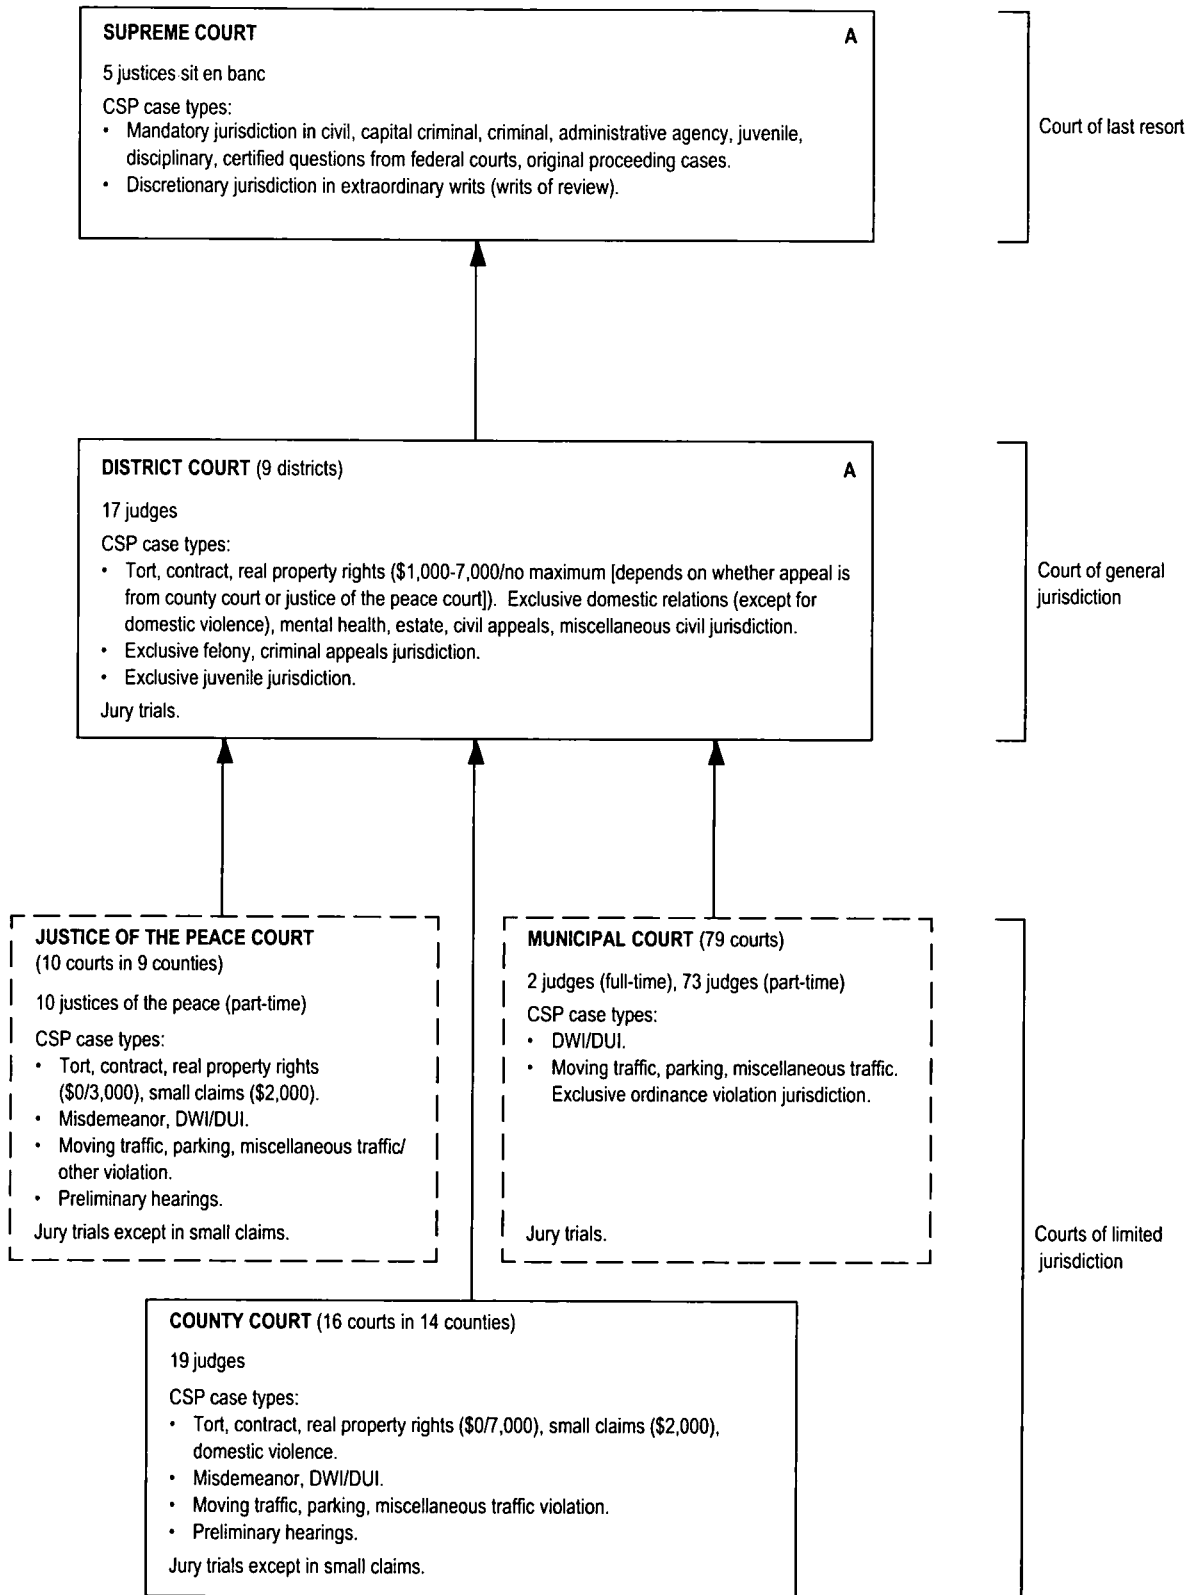 SUPREME COURT A
5 justices sit en banc
CSP case types:
• Mandatory jurisdiction in civil, capital criminal, criminal, administrative agency, juvenile,
disciplinary, certified questions from federal courts, original proceeding cases.
• Discretionary jurisdiction in extraordinary writs (writs of review).
Court of last resort
DISTRICT COURT (9 districts) A
17 judges
CSP case types:
• Tort, contract, real property rights ($1,000-7,000/no maximum [depends on whether appeal is
from county court or justice of the peace court]). Exclusive domestic relations (except for
domestic violence), mental health, estate, civil appeals, miscellaneous civil jurisdiction.
• Exclusive felony, criminal appeals jurisdiction.
• Exclusive juvenile jurisdiction.
Jury trials.
Court of general
jurisdiction
JUSTICE OF THE PEACE COURT
(10 courts in 9 counties)
10 justices of the peace (part-time)
CSP case types:
• Tort, contract, real property rights
($0/3,000), small claims ($2,000).
• Misdemeanor, DWI/DUI.
• Moving traffic, parking, miscellaneous traffic/
other violation.
• Preliminary hearings.
Jury trials except in small claims.
MUNICIPAL COURT (79 courts)
2 judges (full-time), 73 judges (part-time)
CSP case types:
• DWI/DUI.
• Moving traffic, parking, miscellaneous traffic.
Exclusive ordinance violation jurisdiction.
Jury trials.
Courts of limited
jurisdiction
COUNTY COURT (16 courts in 14 counties)
19 judges
CSP case types:
• Tort, contract, real property rights ($0/7,000), small claims ($2,000),
domestic violence.
• Misdemeanor, DWI/DUI.
• Moving traffic, parking, miscellaneous traffic violation.
• Preliminary hearings.
Jury trials except in small claims.